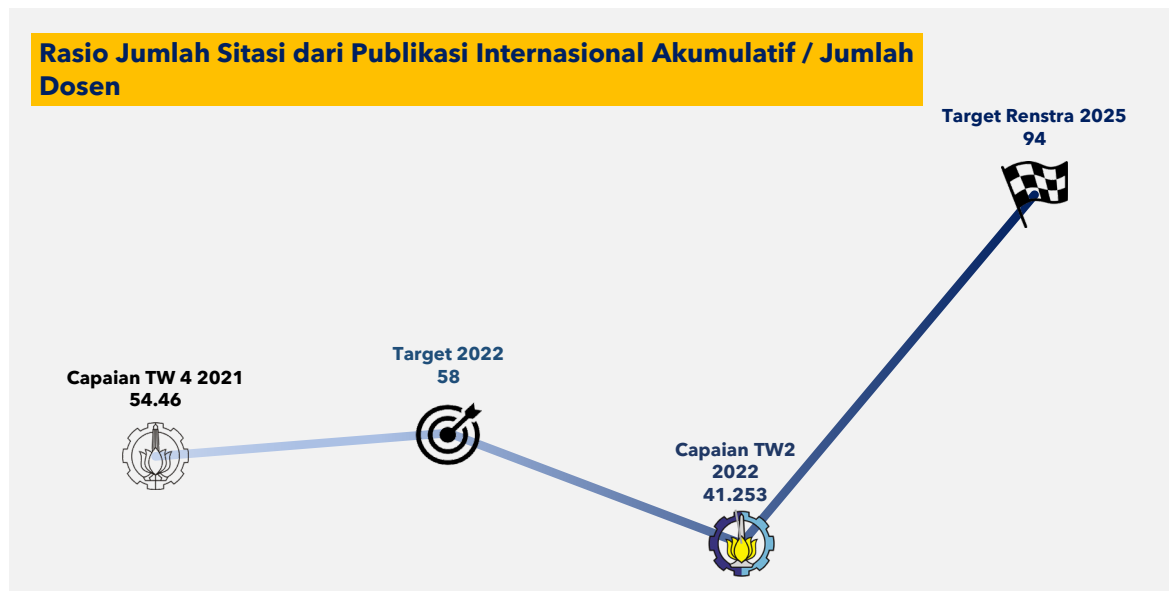 Rasio Jumlah Sitasi dari Publikasi Internasional Akumulatif / Jumlah
Dosen
Target Renstra 2025
94
Target 2022
58
Capaian TW 4 2021
54.46
Capaian TW2
2022
41.253